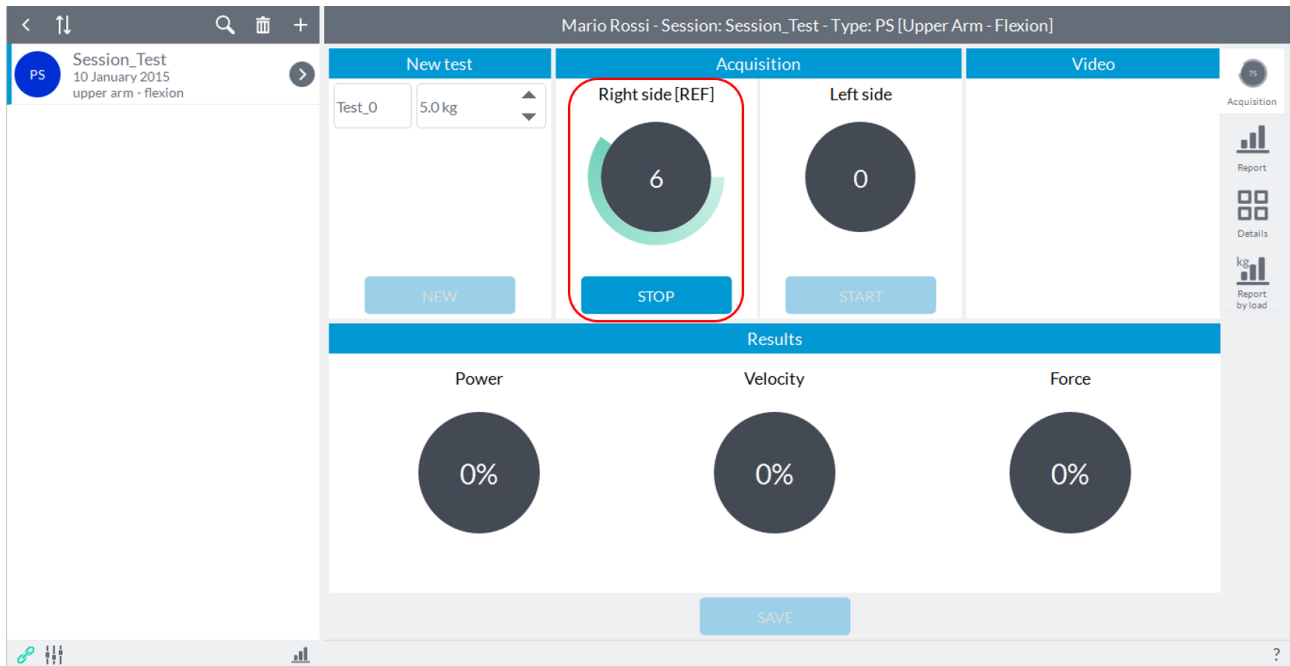 Mario Rossi - Session: Session_Test - Type: PS [Upper Arm - Flexion]
PS
Session_Test
10 January 2015
upper arm - flexion
New test
Acquisition
Video
Test_0
5.0 kg
Right side [REF]
Left side
6
0
NEW
STOP
START
75
Acquisition
Report
Details
kg
Report
by load
Results
Power
Velocity
Force
0%
0%
0%
SAVE
?